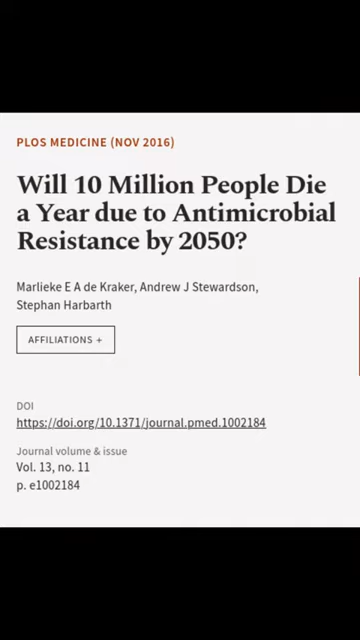 PLOS MEDICINE (NOV 2016)
Will 10 Million People Die
a Year due to Antimicrobial
Resistance by 2050?
Marlieke E A de Kraker, Andrew J Stewardson,
Stephan Harbarth
AFFILIATIONS +
DOI
https://doi.org/10.1371/journal.pmed.1002184
Journal volume & issue
Vol. 13, no. 11
p. e1002184